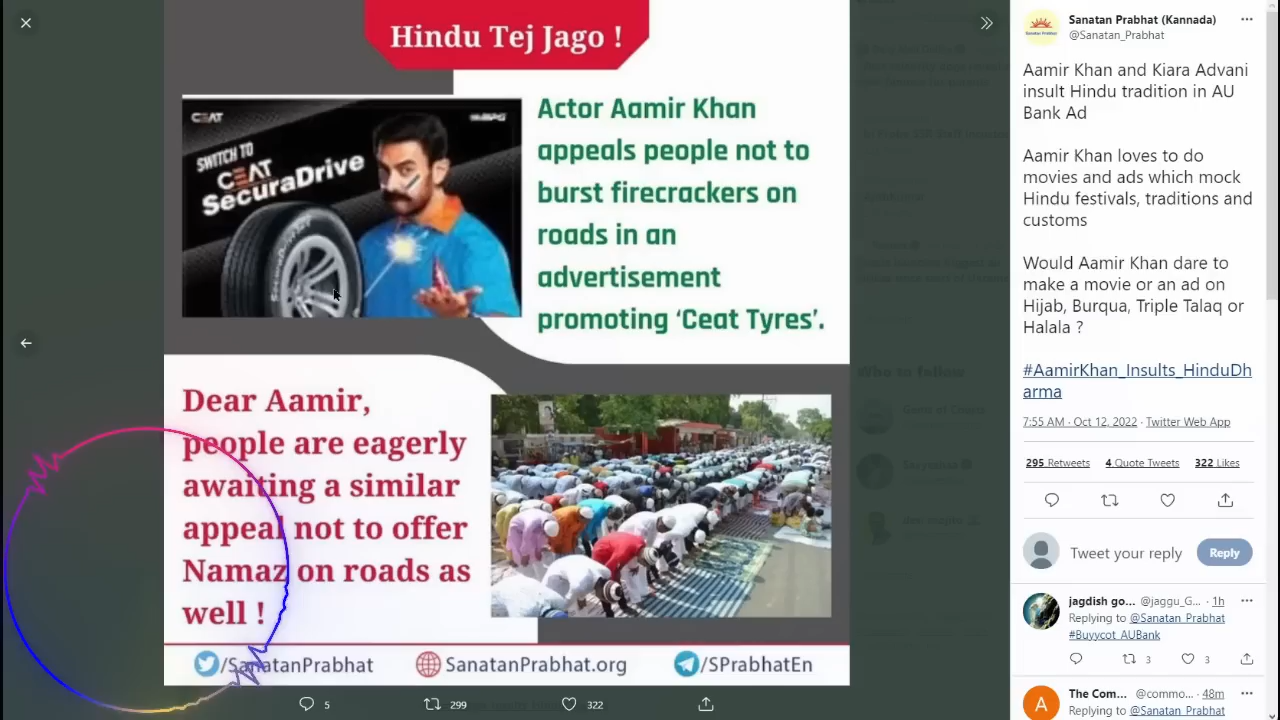 Hindu Tej Jago !
CEAT
SWITCH TO
CEAT
SecuraDrive
Actor Aamir Khan
appeals people not to
burst firecrackers on
roads in an
advertisement
promoting ‘Ceat Tyres’.
Dear Aamir,
people are eagerly
awaiting a similar
appeal not to offer
Namaz on roads as
well !
/SanatanPrabhat
SanatanPrabhat.org
/SPrabhatEn
5
299
322
Sanatan Prabhat (Kannada)
@Sanatan_Prabhat
Aamir Khan and Kiara Advani
insult Hindu tradition in AU
Bank Ad
Aamir Khan loves to do
movies and ads which mock
Hindu festivals, traditions and
customs
Would Aamir Khan dare to
make a movie or an ad on
Hijab, Burqua, Triple Talaq or
Halala ?
#AamirKhan_Insults_HinduDh
arma
7:55 AM · Oct 12, 2022 · Twitter Web App
295 Retweets 4 Quote Tweets 322 Likes
Tweet your reply
Reply
jagdish go... @jaggu_G... · 1h
Replying to @Sanatan_Prabhat
#Buyycot_AUBank
3 3
A
The Com... @commo... · 48m
Replying to @Sanatan_Prabhat
Who to follow